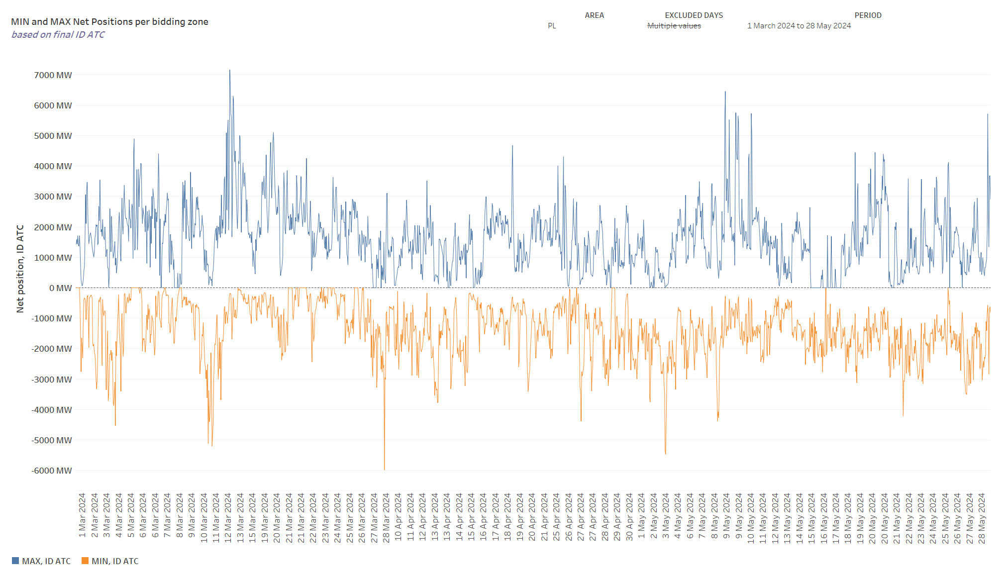 MIN and MAX Net Positions per bidding zone
based on final ID ATC
AREA
PL
EXCLUDED DAYS
Multiple values
PERIOD
1 March 2024 to 28 May 2024
Net position, ID ATC
7000 MW
6000 MW
5000 MW
4000 MW
3000 MW
2000 MW
1000 MW
0 MW
-1000 MW
-2000 MW
-3000 MW
-4000 MW
-5000 MW
-6000 MW
1 Mar 2024
2 Mar 2024
3 Mar 2024
4 Mar 2024
5 Mar 2024
6 Mar 2024
6 Mar 2024
7 Mar 2024
8 Mar 2024
9 Mar 2024
10 Mar 2024
11 Mar 2024
12 Mar 2024
13 Mar 2024
15 Mar 2024
19 Mar 2024
20 Mar 2024
21 Mar 2024
21 Mar 2024
22 Mar 2024
23 Mar 2024
24 Mar 2024
25 Mar 2024
26 Mar 2024
27 Mar 2024
28 Mar 2024
10 Apr 2024
11 Apr 2024
12 Apr 2024
13 Apr 2024
13 Apr 2024
14 Apr 2024
15 Apr 2024
16 Apr 2024
17 Apr 2024
18 Apr 2024
19 Apr 2024
20 Apr 2024
21 Apr 2024
25 Apr 2024
26 Apr 2024
27 Apr 2024
27 Apr 2024
28 Apr 2024
29 Apr 2024
30 Apr 2024
1 May 2024
2 May 2024
3 May 2024
4 May 2024
6 May 2024
7 May 2024
8 May 2024
9 May 2024
9 May 2024
10 May 2024
11 May 2024
12 May 2024
13 May 2024
14 May 2024
15 May 2024
16 May 2024
17 May 2024
18 May 2024
19 May 2024
20 May 2024
20 May 2024
21 May 2024
22 May 2024
23 May 2024
24 May 2024
25 May 2024
26 May 2024
27 May 2024
28 May 2024
MAX, ID ATC
MIN, ID ATC